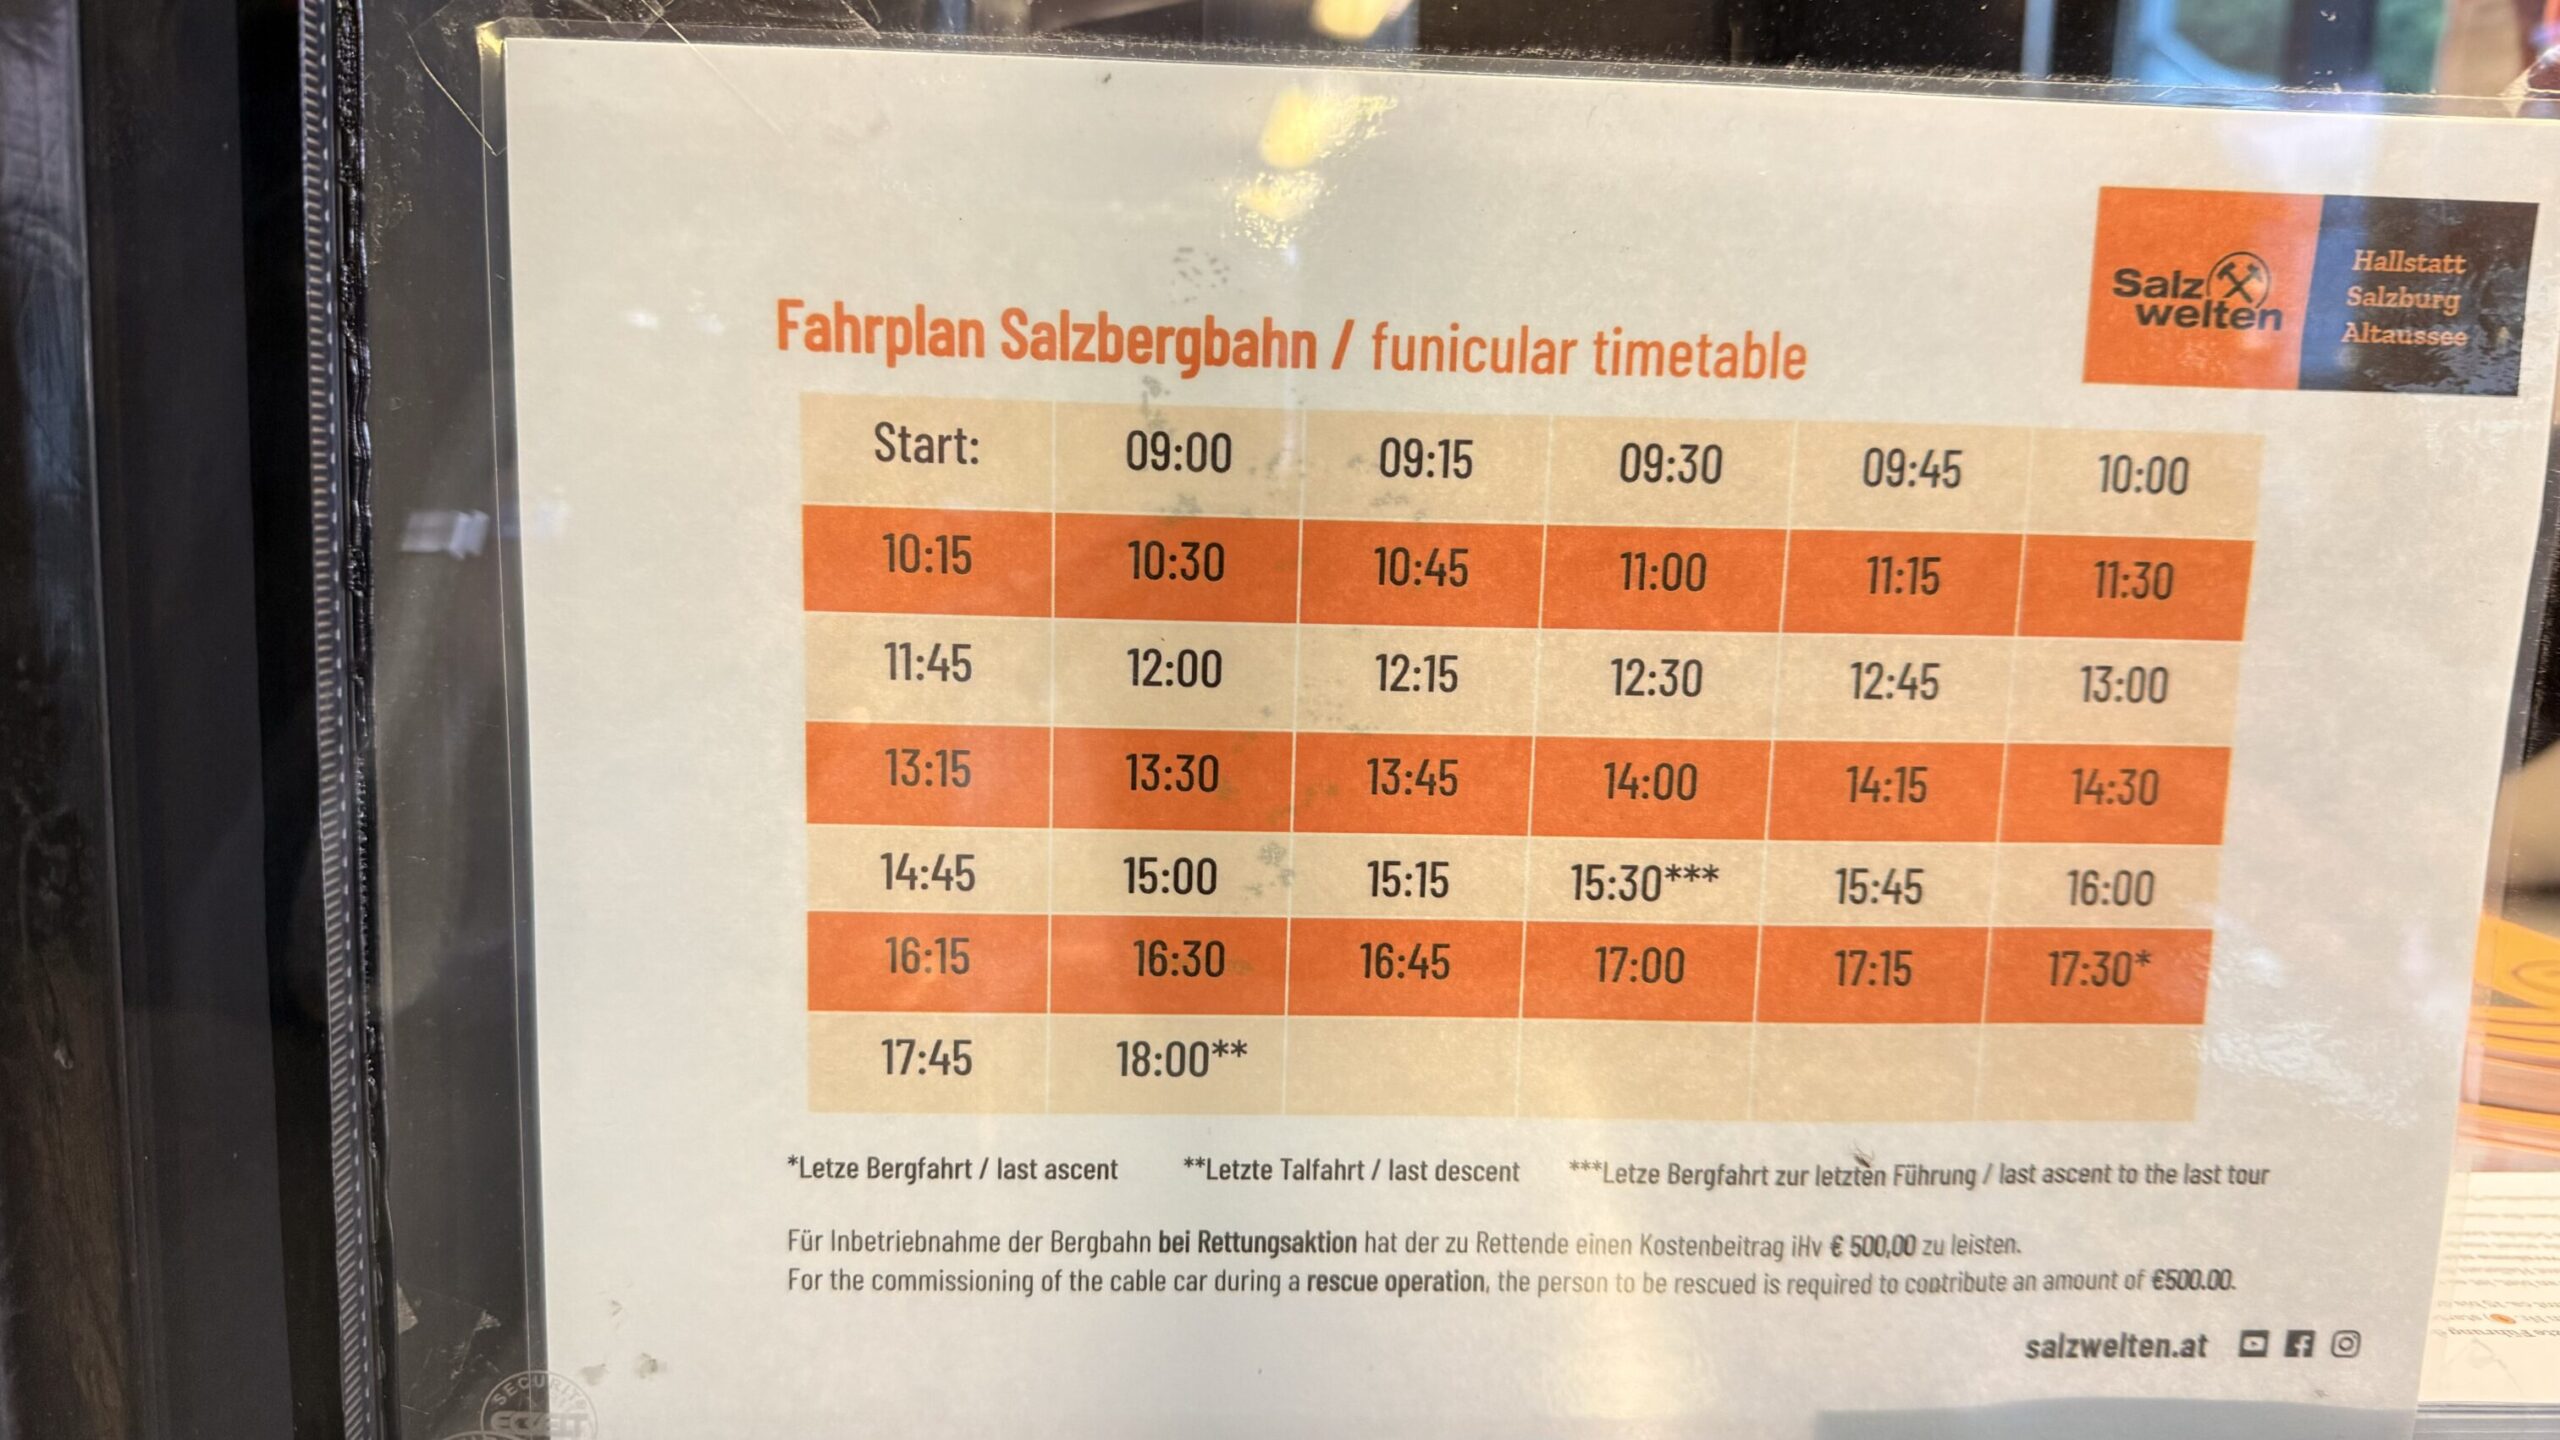 Salz
welten
Hallstatt
Salzburg
Altaussee
Fahrplan Salzbergbahn / funicular timetable
Start: 09:00 09:15 09:30 09:45 10:00
10:15 10:30 10:45 11:00 11:15 11:30
11:45 12:00 12:15 12:30 12:45 13:00
13:15 13:30 13:45 14:00 14:15 14:30
14:45 15:00 15:15 15:30*** 15:45 16:00
16:15 16:30 16:45 17:00 17:15 17:30*
17:45 18:00**
*Letze Bergfahrt / last ascent **Letzte Talfahrt / last descent ***Letze Bergfahrt zur letzten Führung / last ascent to the last tour
Für Inbetriebnahme der Bergbahn bei Rettungsaktion hat der zu Rettende einen Kostenbeitrag iHv € 500,00 zu leisten.
For the commissioning of the cable car during a rescue operation, the person to be rescued is required to contribute an amount of €500.00.
salzwelten.at
SECURITY